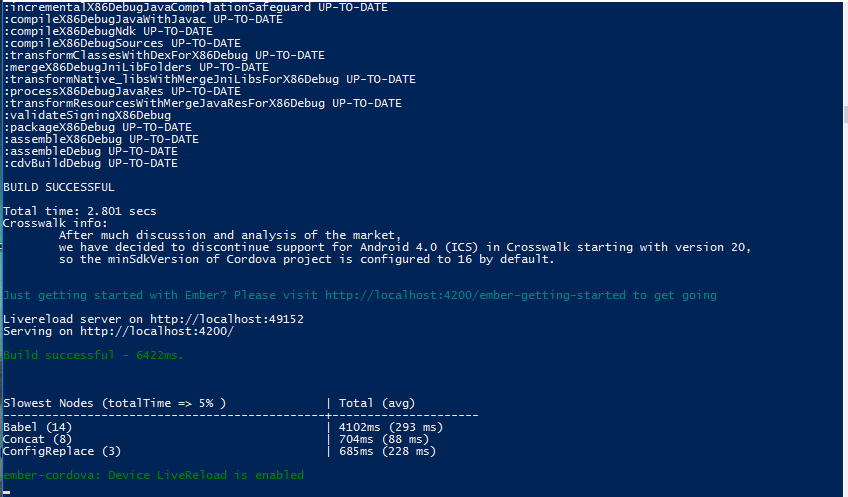 :incrementalX86DebugJavaCompilationSafeguard UP-TO-DATE
:compileX86DebugJavaWithJavac UP-TO-DATE
:compileX86DebugNdk UP-TO-DATE
:compileX86DebugSources UP-TO-DATE
:transformClassesWithDexForX86Debug UP-TO-DATE
:mergeX86DebugJniLibFolders UP-TO-DATE
:transformNative_libsWithMergeJniLibsForX86Debug UP-TO-DATE
:processX86DebugJavaRes UP-TO-DATE
:transformResourcesWithMergeJavaResForX86Debug UP-TO-DATE
:validateSigningX86Debug
:packageX86Debug UP-TO-DATE
:assembleX86Debug UP-TO-DATE
:assembleDebug UP-TO-DATE
:cdvBuildDebug UP-TO-DATE
BUILD SUCCESSFUL
Total time: 2.801 secs
Crosswalk info:
After much discussion and analysis of the market,
we have decided to discontinue support for Android 4.0 (ICS) in Crosswalk starting with version 20,
so the minSdkVersion of Cordova project is configured to 16 by default.
Just getting started with Ember? Please visit http://localhost:4200/ember-getting-started to get going
Livereload server on http://localhost:49152
Serving on http://localhost:4200/
Build successful - 6422ms.
Slowest Nodes (totalTime => 5% ) | Total (avg)
----------------------------------------------+---------------------
Babel (14) | 4102ms (293 ms)
Concat (8) | 704ms (88 ms)
ConfigReplace (3) | 685ms (228 ms)
ember-cordova: Device LiveReload is enabled